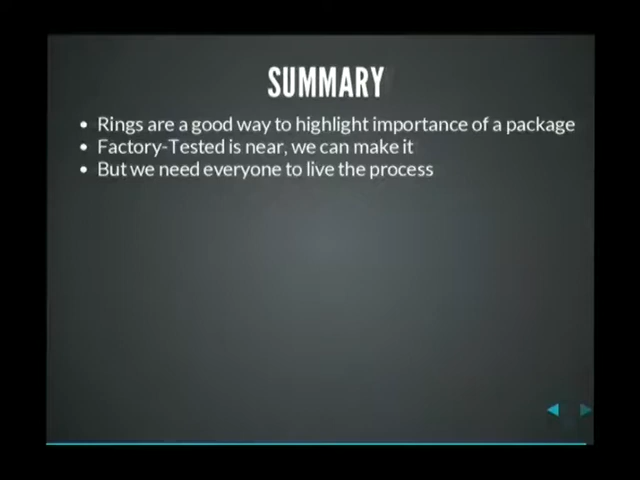 SUMMARY
Rings are a good way to highlight importance of a package
Factory-Tested is near, we can make it
But we need everyone to live the process